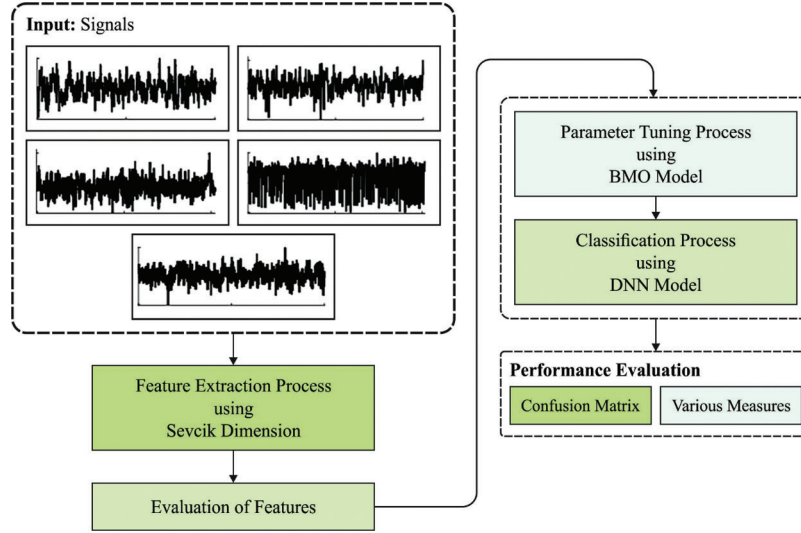 Input: Signals
Feature Extraction Process
using
Sevcik Dimension
Evaluation of Features
Parameter Tuning Process
using
BMO Model
Classification Process
using
DNN Model
Performance Evaluation
Confusion Matrix
Various Measures